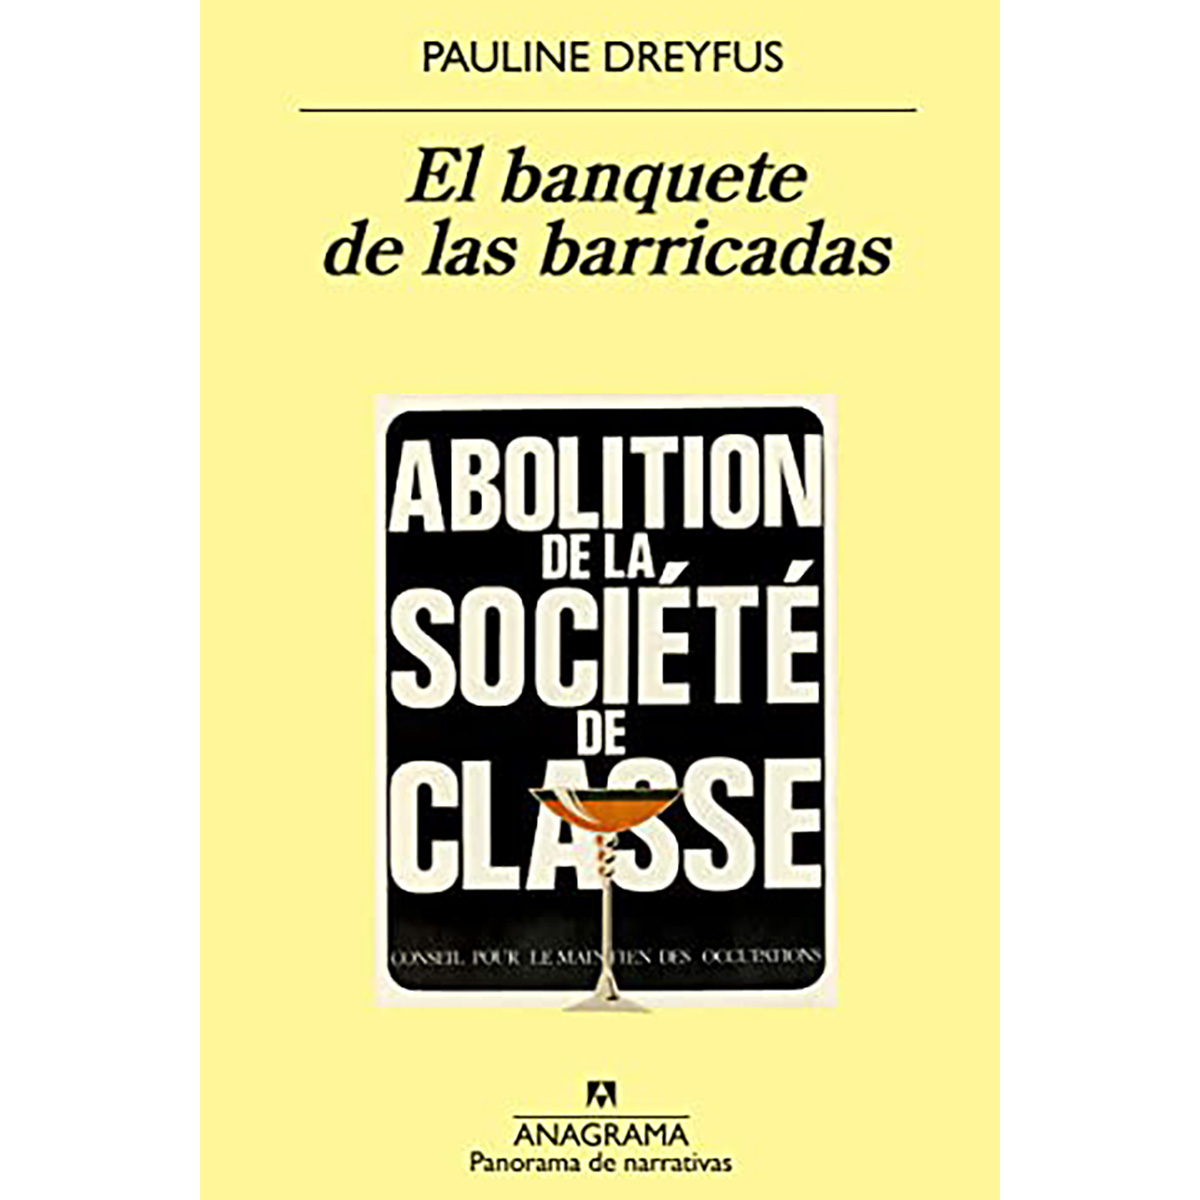 PAULINE DREYFUS
El banquete
de las barricadas
ABOLITION
DE LA
SOCIÉTÉ
DE
CLASSE
CONSEIL POUR LE MAINTIEN DES OCCUPATIONS
ANAGRAMA
Panorama de narrativas